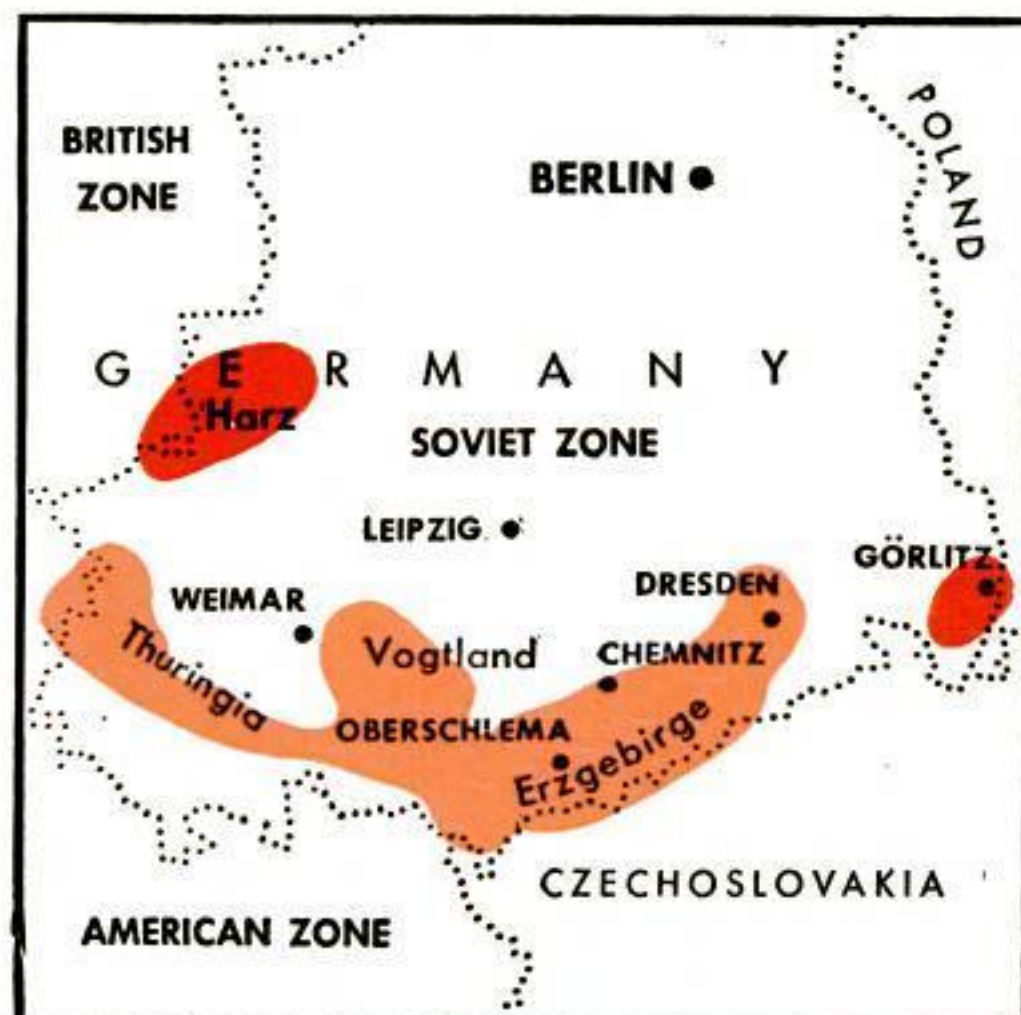 BRITISH
ZONE
BERLIN
POLAND
GERMANY
Harz
SOVIET ZONE
LEIPZIG
GÖRLITZ
DRESDEN
WEIMAR
Thuringia
Vogtland
CHEMNITZ
OBERSCHLEMA
Erzgebirge
CZECHOSLOVAKIA
AMERICAN ZONE